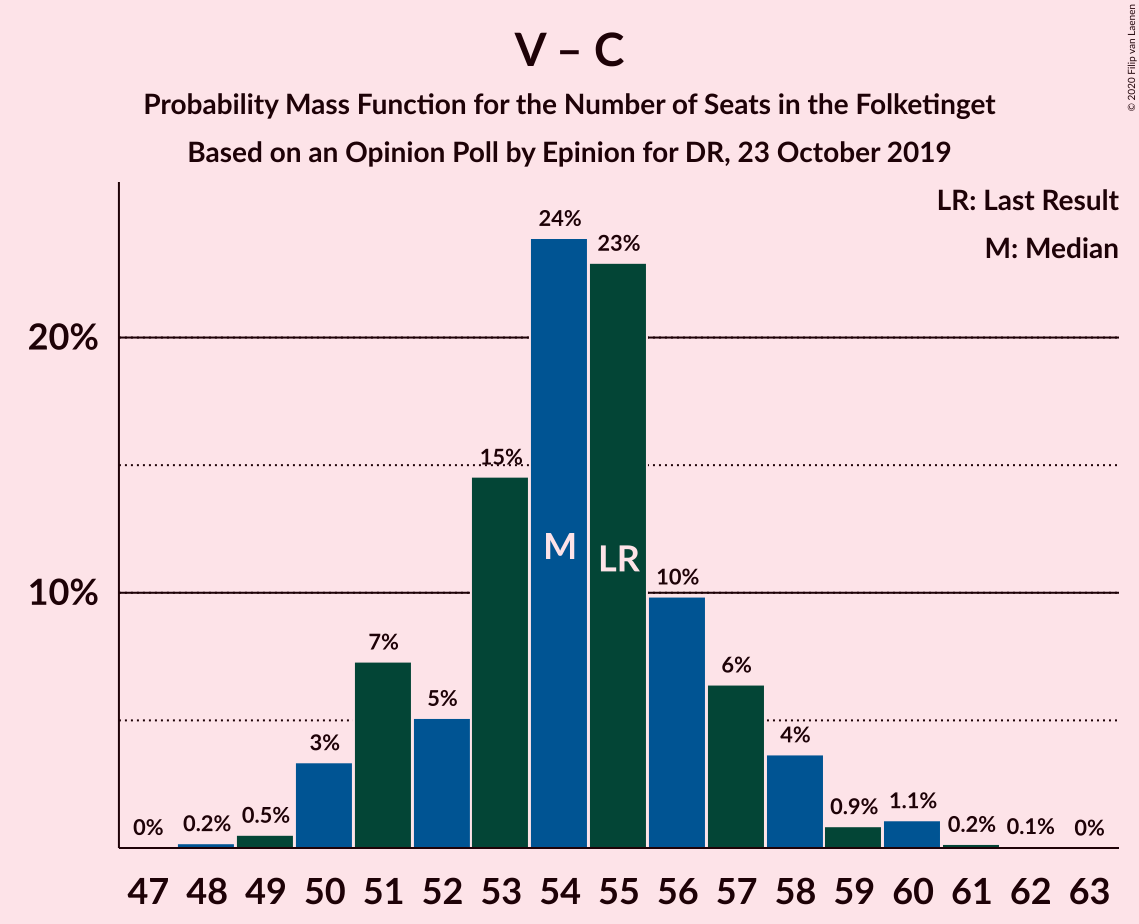 V – C
Probability Mass Function for the Number of Seats in the Folketinget
Based on an Opinion Poll by Epinion for DR, 23 October 2019
© 2020 Filip van Laenen
LR: Last Result
M: Median
20%
10%
0%
0.2%
0.5%
3%
7%
5%
15%
24%
23%
10%
6%
4%
0.9%
1.1%
0.2%
0.1%
0%
M
LR
47 48 49 50 51 52 53 54 55 56 57 58 59 60 61 62 63